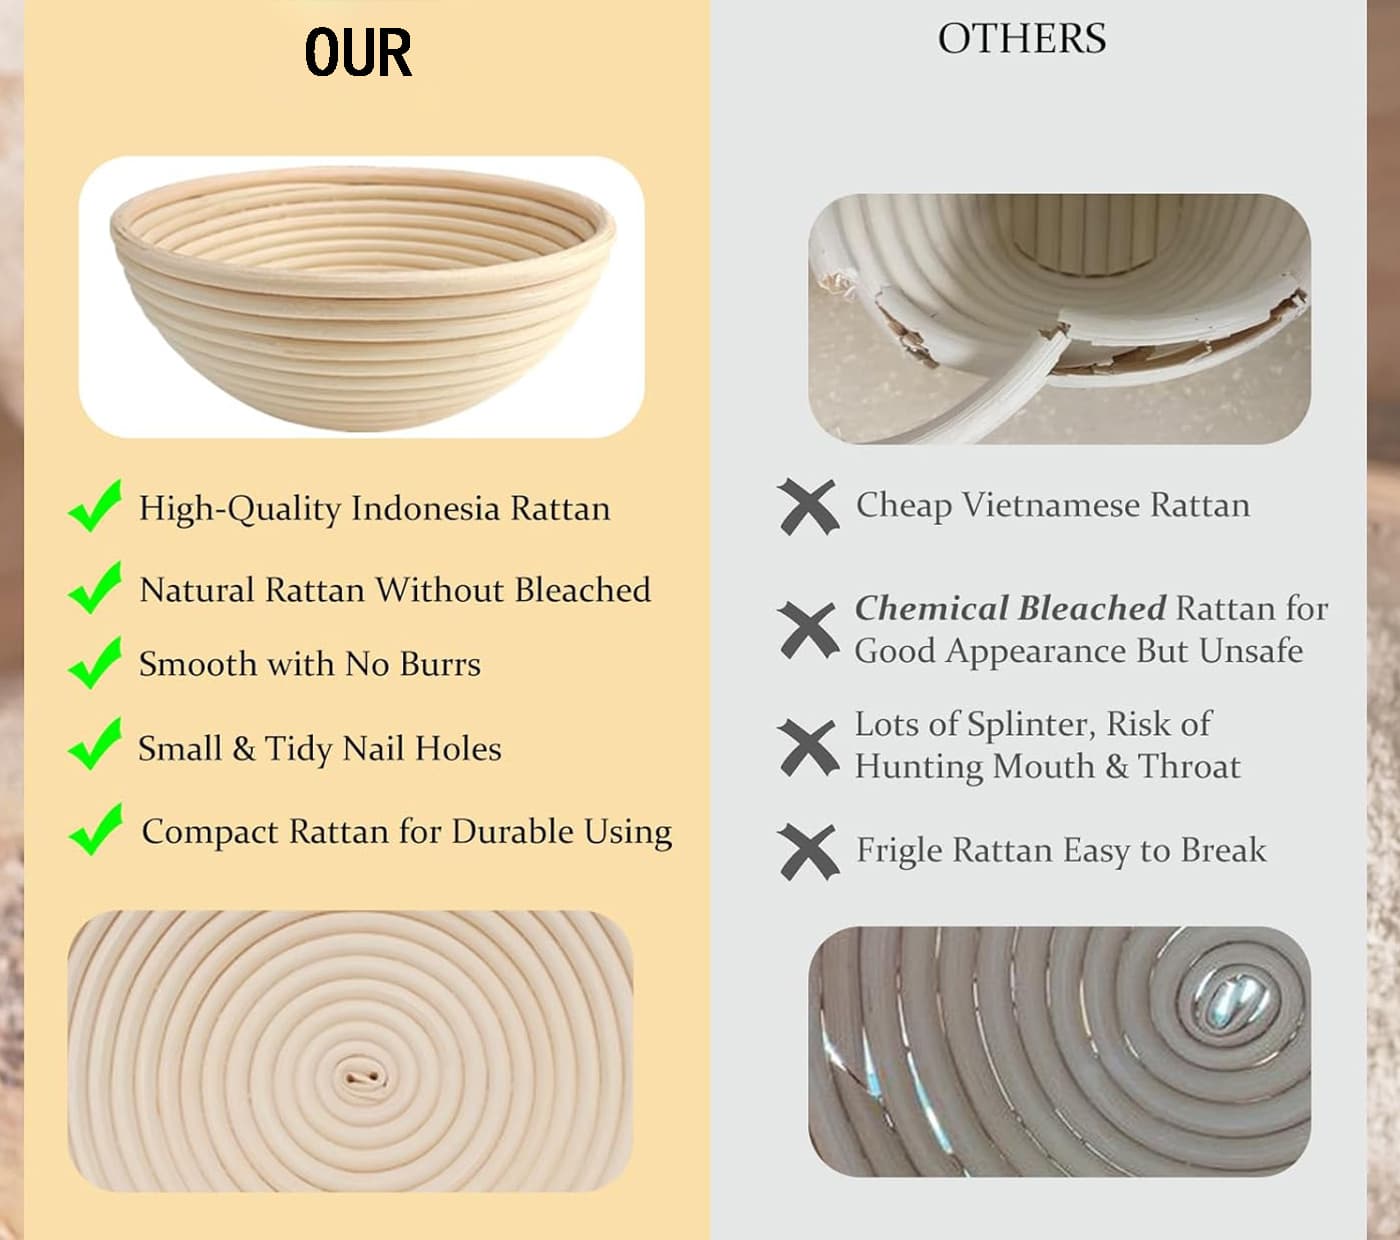 OUR
High-Quality Indonesia Rattan
Natural Rattan Without Bleached
Smooth with No Burrs
Small & Tidy Nail Holes
Compact Rattan for Durable Using
OTHERS
Cheap Vietnamese Rattan
Chemical Bleached Rattan for
Good Appearance But Unsafe
Lots of Splinter, Risk of
Hunting Mouth & Throat
Frigle Rattan Easy to Break